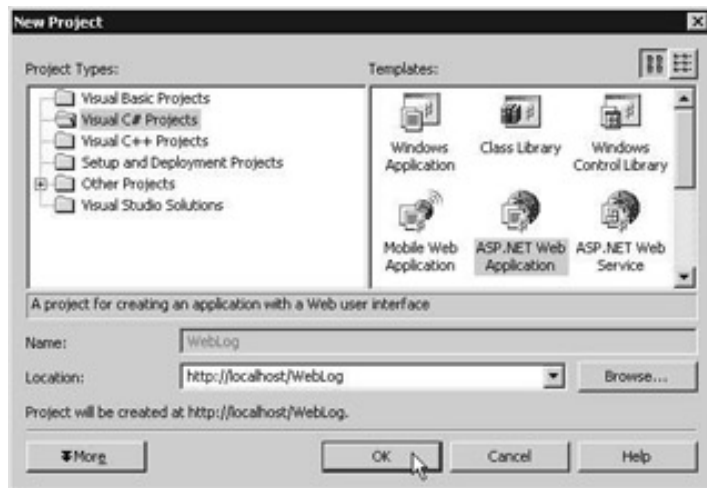 New Project
Project Types:
Templates:
Visual Basic Projects
Visual C# Projects
Visual C++ Projects
Setup and Deployment Projects
Other Projects
Visual Studio Solutions
Windows
Application
Class Library
Windows
Control Library
Mobile Web
Application
ASP.NET Web
Application
ASP.NET Web
Service
A project for creating an application with a Web user interface
Name:
WebLog
Location:
http://localhost/WebLog
Browse...
Project will be created at http://localhost/WebLog.
More
OK
Cancel
Help